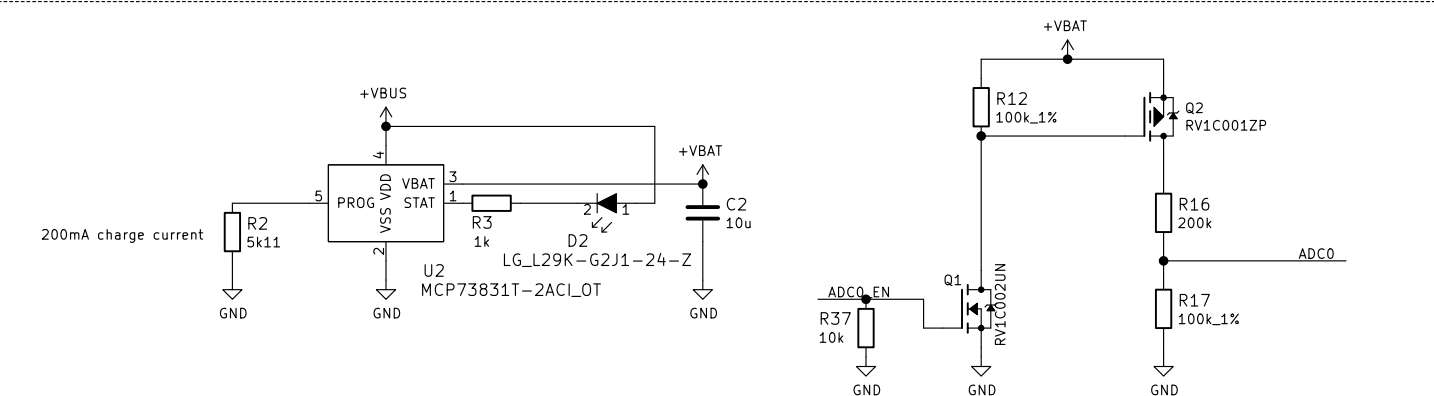 +VBUS
4
5
PROG
VSS VDD
VBAT
STAT
3
1
2
R2
5k11
200mA charge current
GND
GND
U2
MCP73831T-2ACI_OT
R3
1k
2
1
D2
LG_L29K-G2J1-24-Z
+VBAT
C2
10u
GND
+VBAT
R12
100k_1%
Q2
RV1C001ZP
R16
200k
ADC0
R17
100k_1%
GND
Q1
RV1C002UN
GND
ADC0_EN
R37
10k
GND